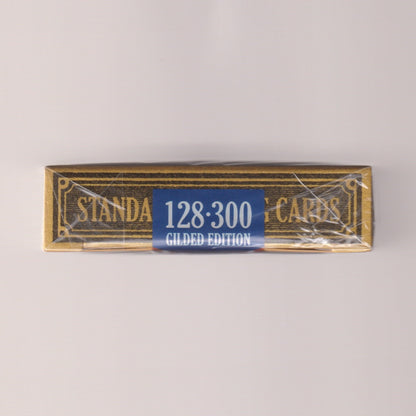 STANDA G CARDS
128·300
GILDED EDITION